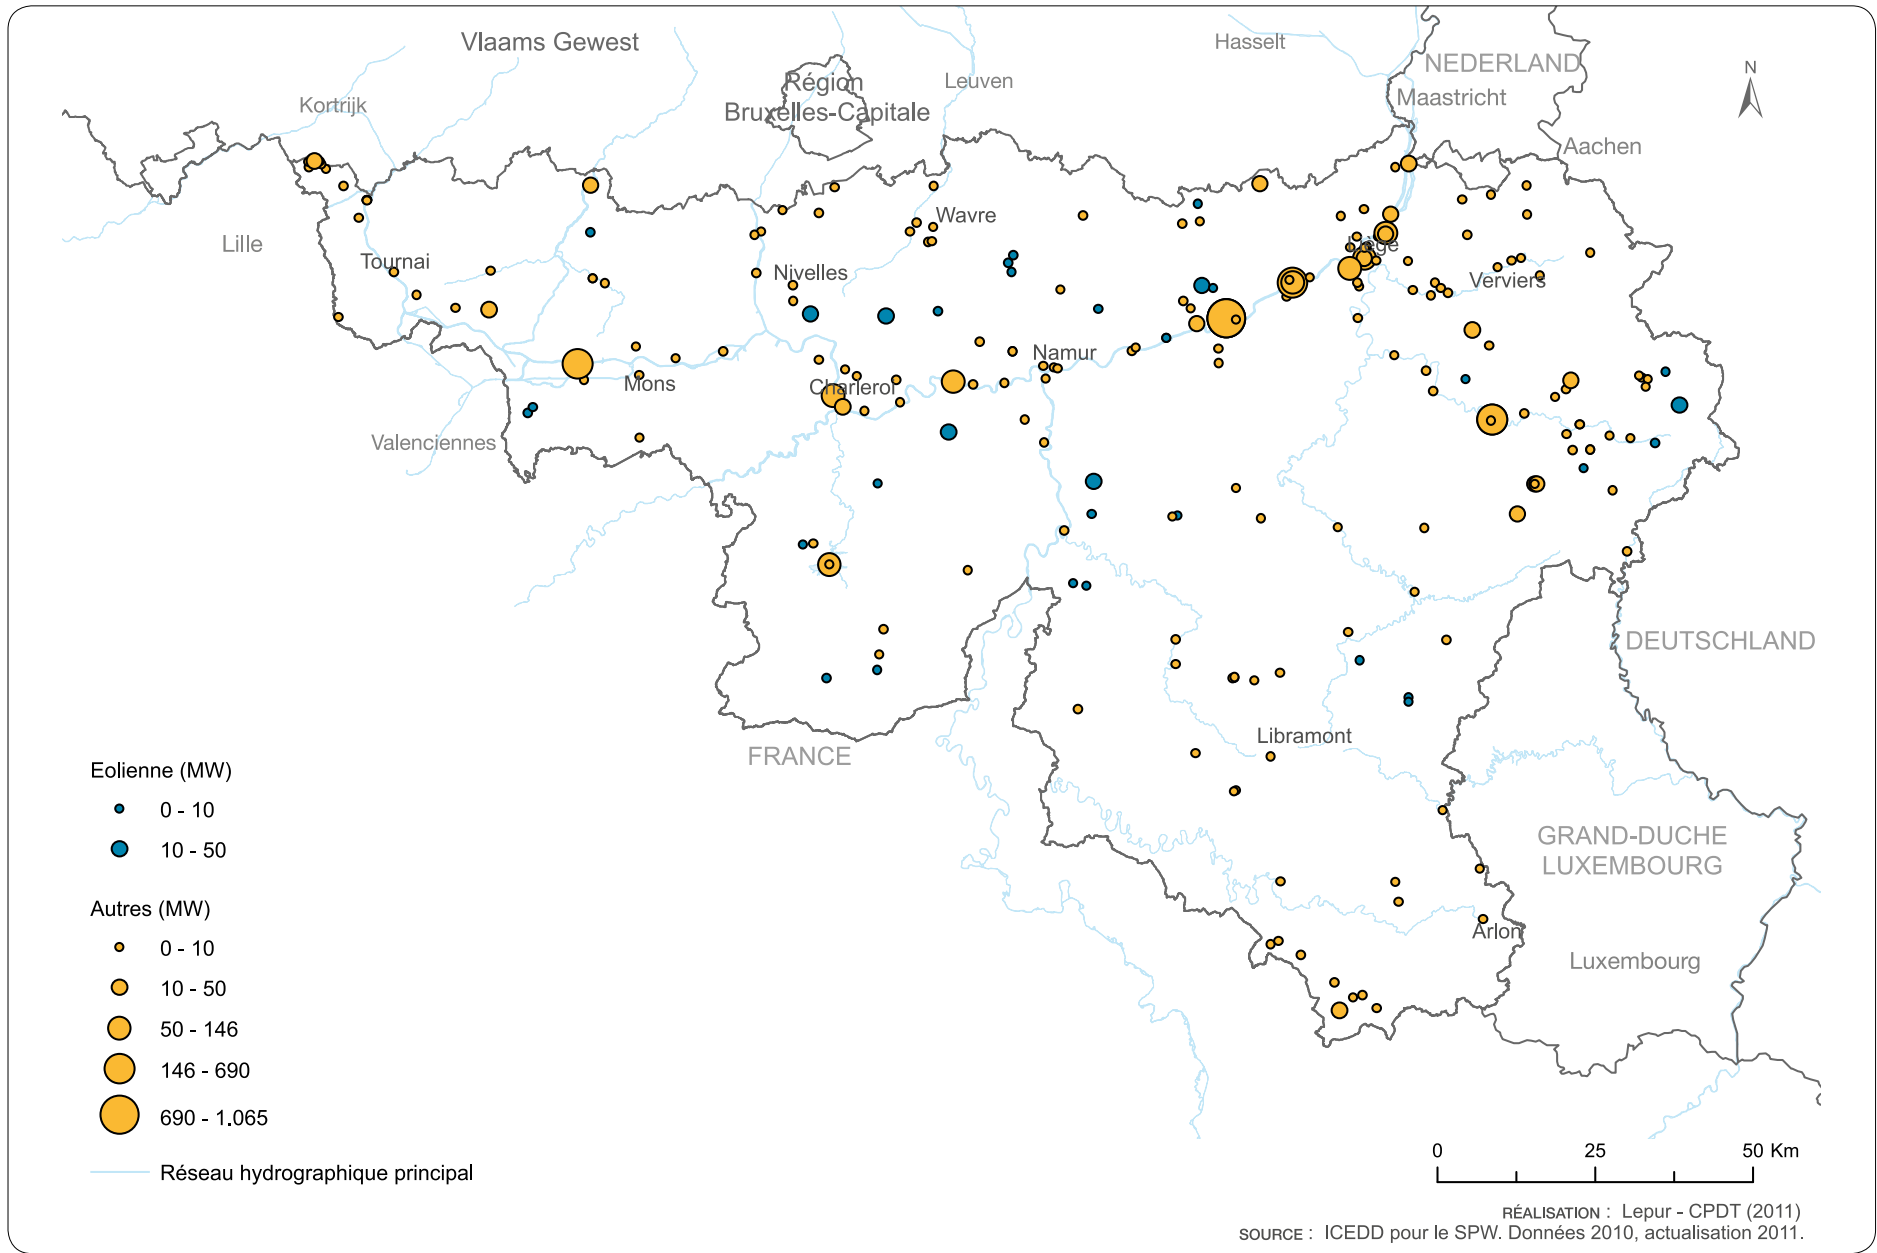 Vlaams Gewest
Hasselt
NEDERLAND
N
Région
Bruxelles-Capitale
Leuven
Maastricht
Kortrijk
Aachen
Wavre
Lille
Tournai
Nivelles
Liège
Verviers
Namur
Mons
Charleroi
Valenciennes
DEUTSCHLAND
Libramont
FRANCE
GRAND-DUCHE
LUXEMBOURG
Arlon
Luxembourg
Eolienne (MW)
0 - 10
10 - 50
Autres (MW)
0 - 10
10 - 50
50 - 146
146 - 690
690 - 1.065
Réseau hydrographique principal
0 25 50 Km
RÉALISATION : Lepur - CPDT (2011)
SOURCE : ICEDD pour le SPW. Données 2010, actualisation 2011.